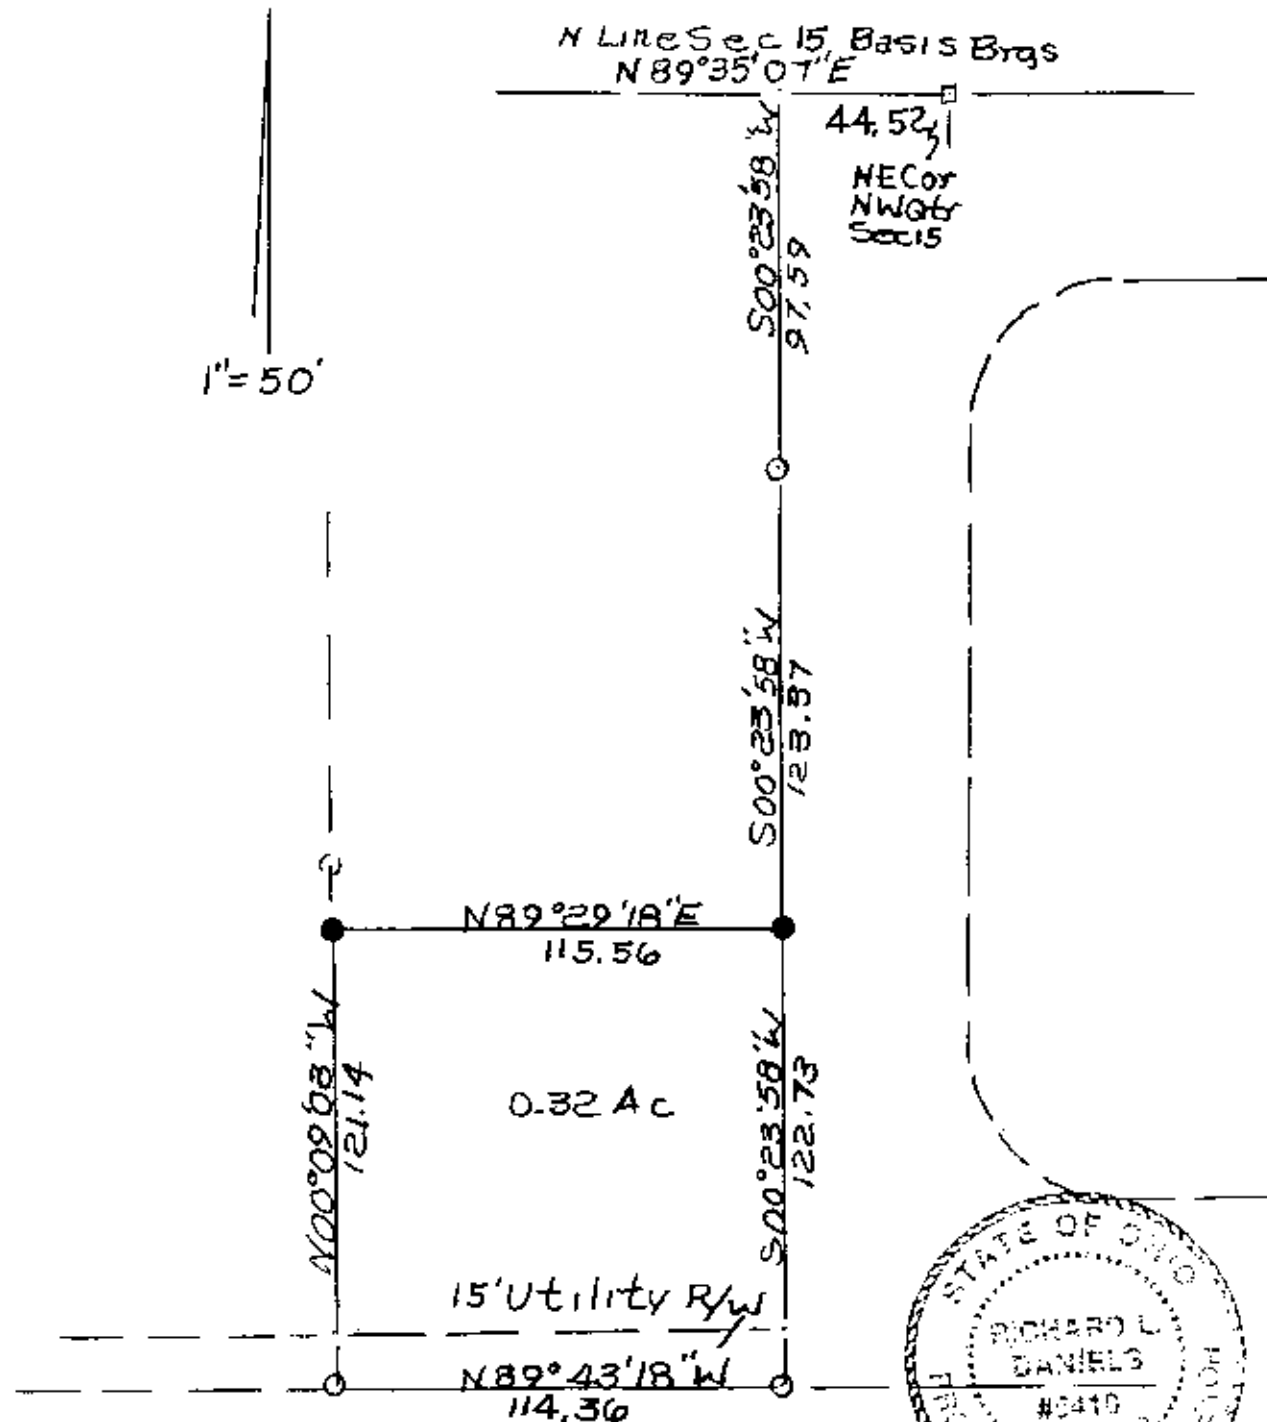 N Line Sec 15, Basis Brgs
N 89°35'07"E
44.52
NE Cor
NW Qtr
Sec 15
S00°23'58"W
97.59
1"=50'
S00°23'58"W
123.87
N89°29'18"E
115.56
N00°09'03"W
121.14
0.32 Ac
S00°23'58"W
122.73
15' Utility R/W
N89°43'18"W
114.36
STATE OF OHIO
RICHARD L.
DANIELS